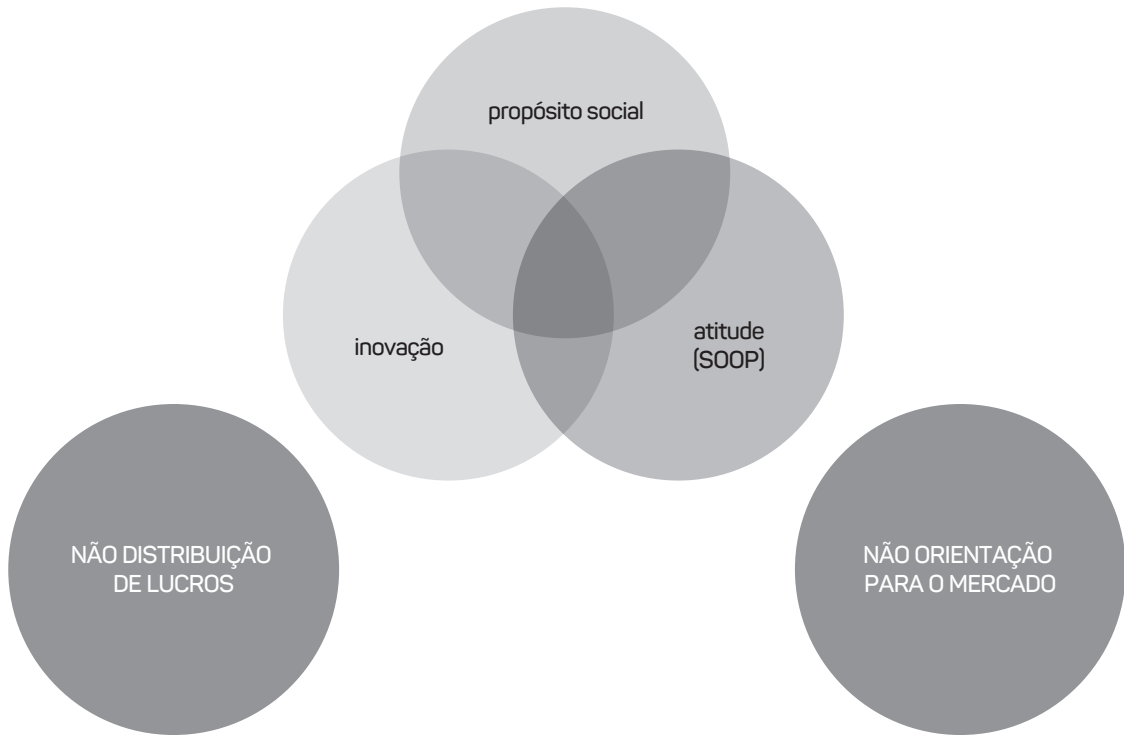 propósito social
inovação
atitude
(SOOP)
NÃO DISTRIBUIÇÃO
DE LUCROS
NÃO ORIENTAÇÃO
PARA O MERCADO